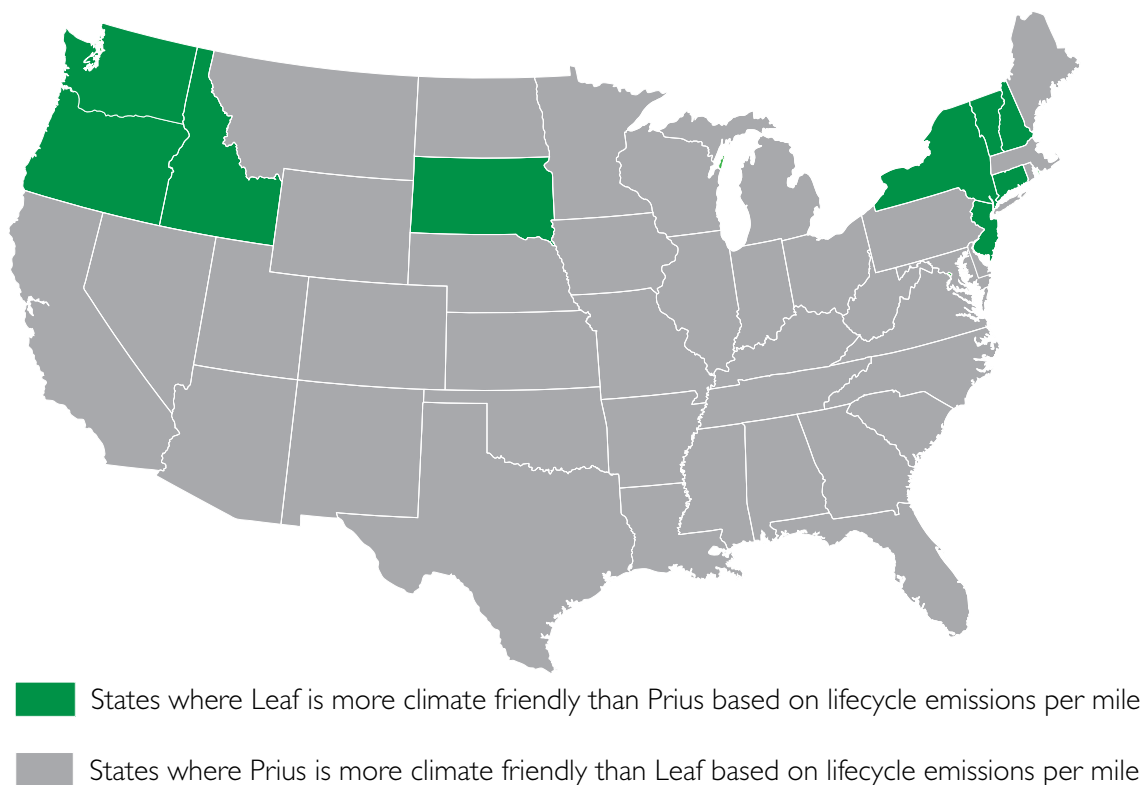 States where Leaf is more climate friendly than Prius based on lifecycle emissions per mile
States where Prius is more climate friendly than Leaf based on lifecycle emissions per mile